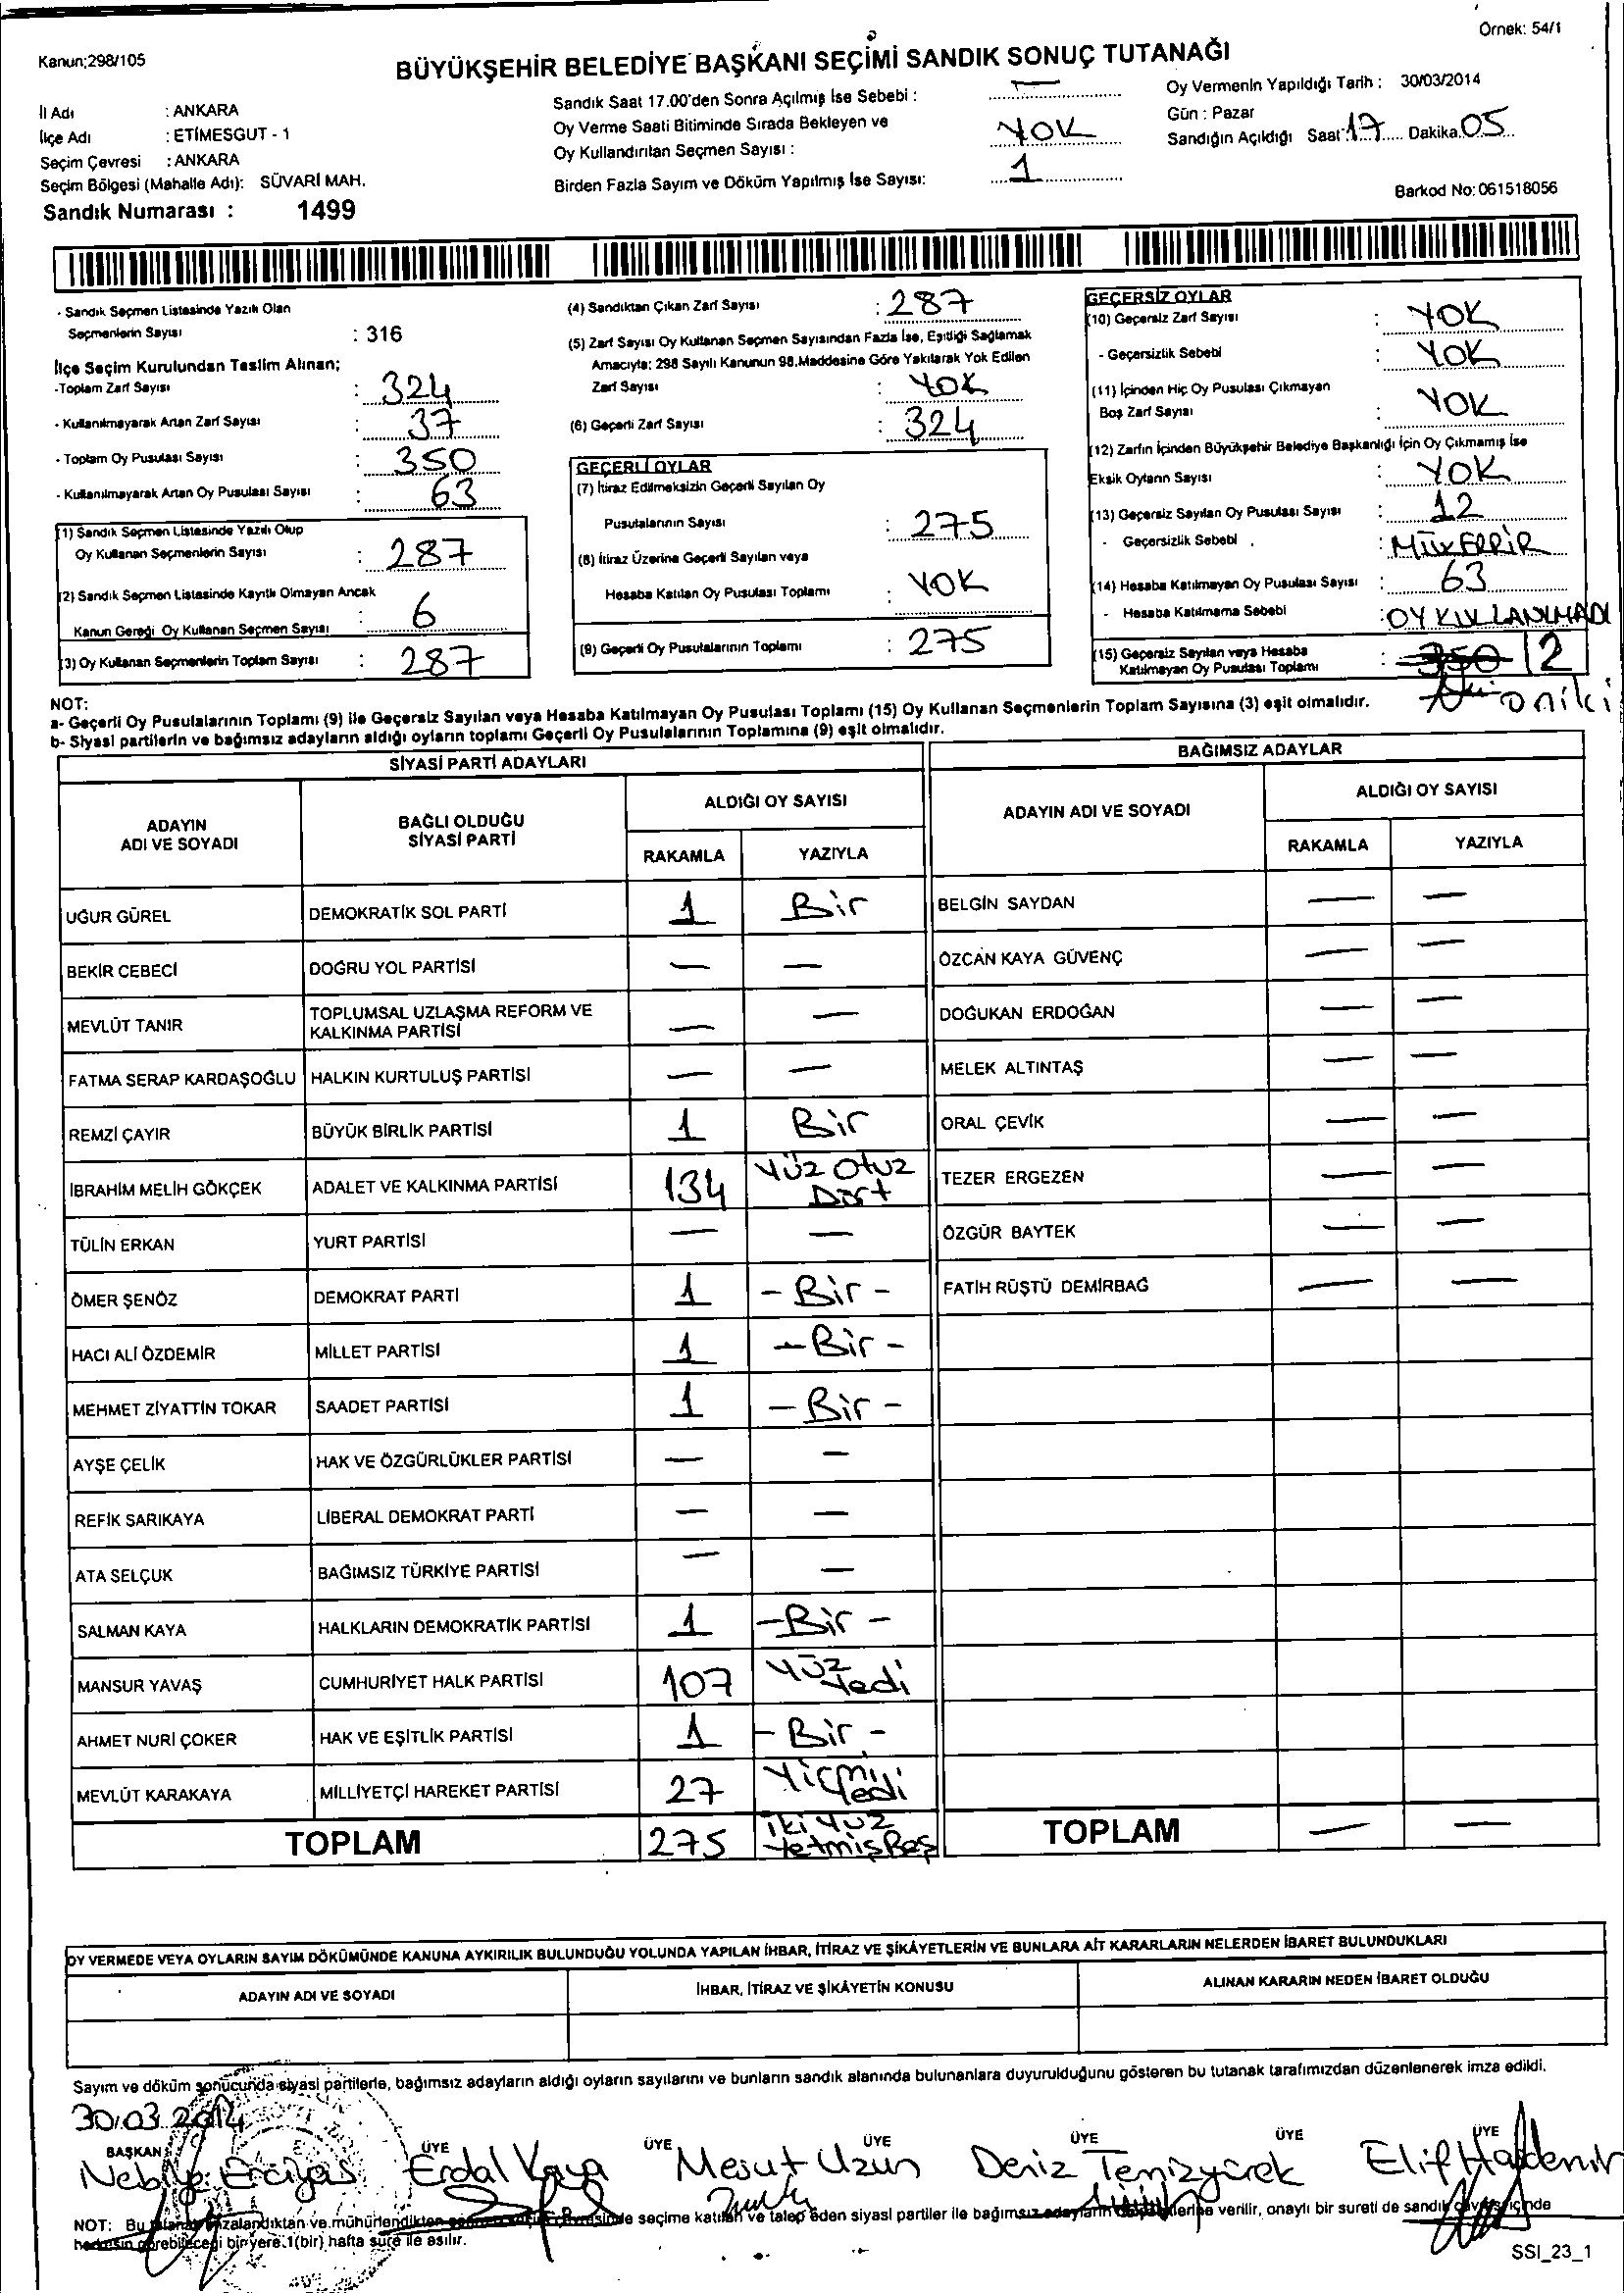 Örnek: 54/1
Kanun;298/105
BÜYÜKŞEHİR BELEDİYE BAŞKANI SEÇİMİ SANDIK SONUÇ TUTANAĞI
İl Adı : ANKARA
İlçe Adı : ETİMESGUT - 1
Seçim Çevresi : ANKARA
Seçim Bölgesi (Mahalle Adı): SÜVARİ MAH.
Sandık Numarası : 1499
Sandık Saat 17.00'den Sonra Açılmış İse Sebebi : —
Oy Verme Saati Bitiminde Sırada Bekleyen ve
Oy Kullandırılan Seçmen Sayısı : YOK
Birden Fazla Sayım ve Döküm Yapılmış İse Sayısı: 1
Oy Vermenin Yapıldığı Tarih : 30/03/2014
Gün : Pazar
Sandığın Açıldığı Saat 17 Dakika 05
Barkod No: 061518056
- Sandık Seçmen Listesinde Yazılı Olan
Seçmenlerin Sayısı : 316
İlçe Seçim Kurulundan Teslim Alınan;
-Toplam Zarf Sayısı : 324
- Kullanılmayarak Artan Zarf Sayısı : 37
- Toplam Oy Pusulası Sayısı : 350
- Kullanılmayarak Artan Oy Pusulası Sayısı : 63
(1) Sandık Seçmen Listesinde Yazılı Olup
Oy Kullanan Seçmenlerin Sayısı : 287
(2) Sandık Seçmen Listesinde Kayıtlı Olmayan Ancak
Kanun Gereği Oy Kullanan Seçmen Sayısı : 6
(3) Oy Kullanan Seçmenlerin Toplam Sayısı : 287
(4) Sandıktan Çıkan Zarf Sayısı : 287
(5) Zarf Sayısı Oy Kullanan Seçmen Sayısından Fazla İse, Eşitliği Sağlamak
Amacıyla; 298 Sayılı Kanunun 98.Maddesine Göre Yakılarak Yok Edilen
Zarf Sayısı : YOK
(6) Geçerli Zarf Sayısı : 324
GEÇERLİ OYLAR
(7) İtiraz Edilmeksizin Geçerli Sayılan Oy
Pusulalarının Sayısı : 275
(8) İtiraz Üzerine Geçerli Sayılan veya
Hesaba Katılan Oy Pusulası Toplamı : YOK
(9) Geçerli Oy Pusulalarının Toplamı : 275
GEÇERSİZ OYLAR
(10) Geçersiz Zarf Sayısı : YOK
- Geçersizlik Sebebi : YOK
(11) İçinden Hiç Oy Pusulası Çıkmayan
Boş Zarf Sayısı : YOK
(12) Zarfın İçinden Büyükşehir Belediye Başkanlığı İçin Oy Çıkmamış İse
Eksik Oyların Sayısı : YOK
(13) Geçersiz Sayılan Oy Pusulası Sayısı : 12
- Geçersizlik Sebebi : MÜKERRİR
(14) Hesaba Katılmayan Oy Pusulası Sayısı : 63
- Hesaba Katılmama Sebebi : OY KULLANILMADI
(15) Geçersiz Sayılan veya Hesaba
Katılmayan Oy Pusulası Toplamı : 350 12
oniki
NOT:
a- Geçerli Oy Pusulalarının Toplamı (9) ile Geçersiz Sayılan veya Hesaba Katılmayan Oy Pusulası Toplamı (15) Oy Kullanan Seçmenlerin Toplam Sayısına (3) eşit olmalıdır.
b- Siyasi partilerin ve bağımsız adayların aldığı oyların toplamı Geçerli Oy Pusulalarının Toplamına (9) eşit olmalıdır.
SİYASİ PARTİ ADAYLARI
BAĞIMSIZ ADAYLAR
ADAYIN ADI VE SOYADI
BAĞLI OLDUĞU SİYASİ PARTİ
ALDIĞI OY SAYISI
RAKAMLA YAZIYLA
ADAYIN ADI VE SOYADI
ALDIĞI OY SAYISI
RAKAMLA YAZIYLA
UĞUR GÜREL DEMOKRATİK SOL PARTİ 1 Bir BELGİN SAYDAN — —
BEKİR CEBECİ DOĞRU YOL PARTİSİ — — ÖZCAN KAYA GÜVENÇ — —
MEVLÜT TANIR TOPLUMSAL UZLAŞMA REFORM VE KALKINMA PARTİSİ — — DOĞUKAN ERDOĞAN — —
FATMA SERAP KARDAŞOĞLU HALKIN KURTULUŞ PARTİSİ — — MELEK ALTINTAŞ — —
REMZİ ÇAYIR BÜYÜK BİRLİK PARTİSİ 1 Bir ORAL ÇEVİK — —
İBRAHİM MELİH GÖKÇEK ADALET VE KALKINMA PARTİSİ 134 Yüz Otuz Dört TEZER ERGEZEN — —
TÜLİN ERKAN YURT PARTİSİ — — ÖZGÜR BAYTEK — —
ÖMER ŞENÖZ DEMOKRAT PARTİ 1 - Bir - FATİH RÜŞTÜ DEMİRBAĞ — —
HACI ALİ ÖZDEMİR MİLLET PARTİSİ 1 - Bir -
MEHMET ZİYATTİN TOKAR SAADET PARTİSİ 1 - Bir -
AYŞE ÇELİK HAK VE ÖZGÜRLÜKLER PARTİSİ — —
REFİK SARIKAYA LİBERAL DEMOKRAT PARTİ — —
ATA SELÇUK BAĞIMSIZ TÜRKİYE PARTİSİ — —
SALMAN KAYA HALKLARIN DEMOKRATİK PARTİSİ 1 - Bir -
MANSUR YAVAŞ CUMHURİYET HALK PARTİSİ 107 Yüz Yedi
AHMET NURİ ÇOKER HAK VE EŞİTLİK PARTİSİ 1 - Bir -
MEVLÜT KARAKAYA MİLLİYETÇİ HAREKET PARTİSİ 27 Yirmi Yedi
TOPLAM 275 İki Yüz Yetmiş Beş TOPLAM — —
OY VERMEDE VEYA OYLARIN SAYIM DÖKÜMÜNDE KANUNA AYKIRILIK BULUNDUĞU YOLUNDA YAPILAN İHBAR, İTİRAZ VE ŞİKÂYETLERİN VE BUNLARA AİT KARARLARIN NELERDEN İBARET BULUNDUKLARI
ADAYIN ADI VE SOYADI İHBAR, İTİRAZ VE ŞİKÂYETİN KONUSU ALINAN KARARIN NEDEN İBARET OLDUĞU
Sayım ve döküm sonucunda siyasi partilerle, bağımsız adayların aldığı oyların sayılarını ve bunların sandık alanında bulunanlara duyurulduğunu gösteren bu tutanak tarafımızdan düzenlenerek imza edildi.
30.03.2014
BAŞKAN ÜYE ÜYE ÜYE ÜYE ÜYE ÜYE
Nebiye Erciyas Erdal Kaya Mesut Uzun Deniz Temizyürek Elif
NOT: Bu tutanak imzalandıktan ve mühürlendikten seçime katılan ve talep eden siyasi partiler ile bağımsız adayların verilir, onaylı bir sureti de sandık çevresi içinde
herkesin görebileceği bir yere 1(bir) hafta süre ile asılır.
SSI_23_1